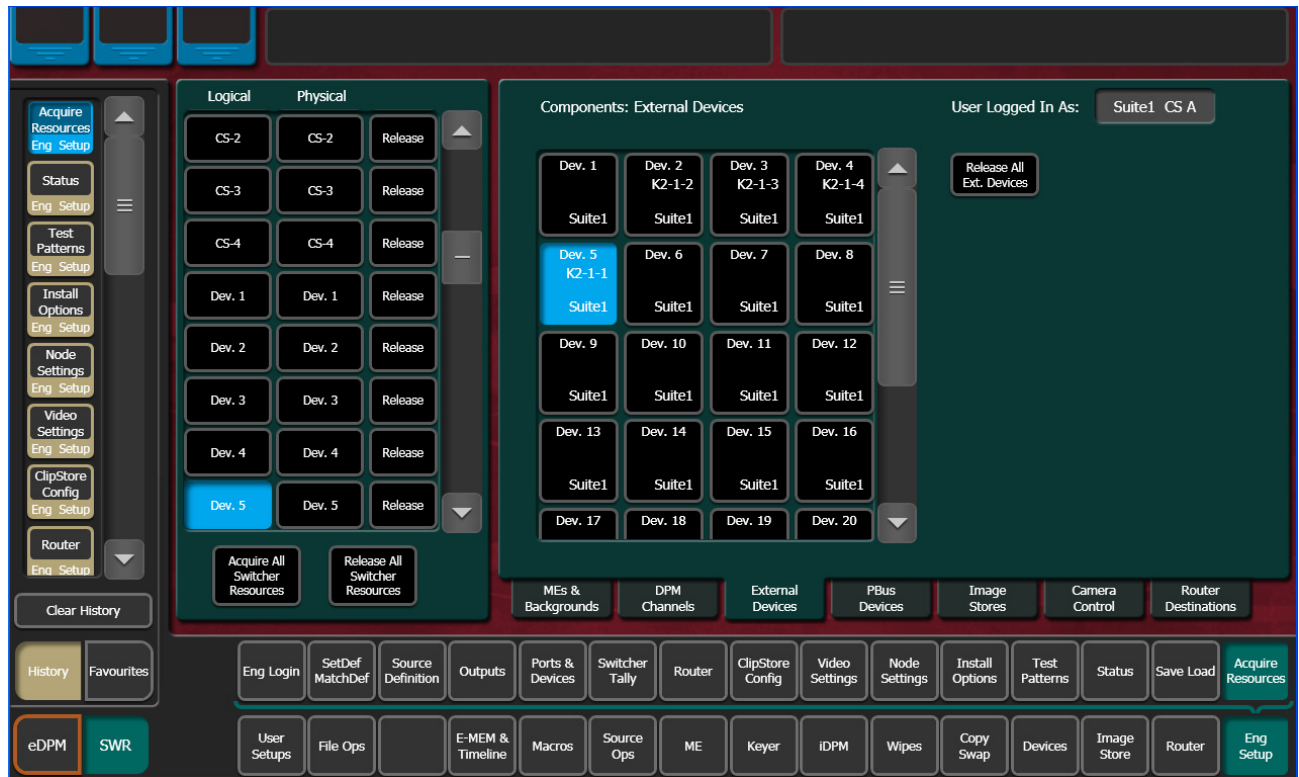 Logical Physical
Components: External Devices
User Logged In As: Suite1 CS A
Acquire
Resources
Eng Setup
Status
Eng Setup
Test
Patterns
Eng Setup
Install
Options
Eng Setup
Node
Settings
Eng Setup
Video
Settings
Eng Setup
ClipStore
Config
Eng Setup
Router
Eng Setup
Clear History
History Favourites
eDPM SWR
CS-2 CS-2 Release
CS-3 CS-3 Release
CS-4 CS-4 Release
Dev. 1 Dev. 1 Release
Dev. 2 Dev. 2 Release
Dev. 3 Dev. 3 Release
Dev. 4 Dev. 4 Release
Dev. 5 Dev. 5 Release
Acquire All
Switcher
Resources
Release All
Switcher
Resources
Dev. 1 Dev. 2 Dev. 3 Dev. 4
K2-1-2 K2-1-3 K2-1-4
Suite1 Suite1 Suite1 Suite1
Dev. 5 Dev. 6 Dev. 7 Dev. 8
K2-1-1
Suite1 Suite1 Suite1 Suite1
Dev. 9 Dev. 10 Dev. 11 Dev. 12
Suite1 Suite1 Suite1 Suite1
Dev. 13 Dev. 14 Dev. 15 Dev. 16
Suite1 Suite1 Suite1 Suite1
Dev. 17 Dev. 18 Dev. 19 Dev. 20
Release All
Ext. Devices
MEs &
Backgrounds
DPM
Channels
External
Devices
PBus
Devices
Image
Stores
Camera
Control
Router
Destinations
Eng Login
SetDef
MatchDef
Source
Definition
Outputs
Ports &
Devices
Switcher
Tally
Router
ClipStore
Config
Video
Settings
Node
Settings
Install
Options
Test
Patterns
Status
Save Load
Acquire
Resources
User
Setups
File Ops
E-MEM &
Timeline
Macros
Source
Ops
ME
Keyer
iDPM
Wipes
Copy
Swap
Devices
Image
Store
Router
Eng
Setup